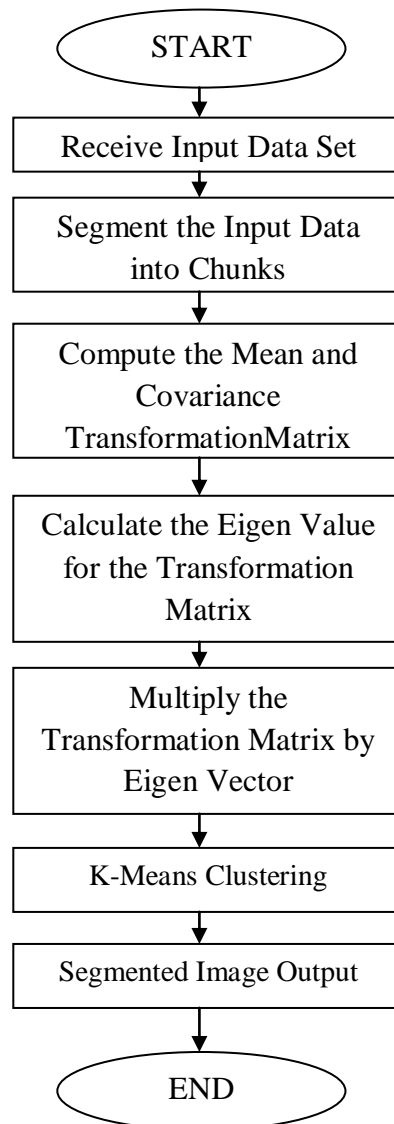 START
Receive Input Data Set
Segment the Input Data
into Chunks
Compute the Mean and
Covariance
TransformationMatrix
Calculate the Eigen Value
for the Transformation
Matrix
Multiply the
Transformation Matrix by
Eigen Vector
K-Means Clustering
Segmented Image Output
END